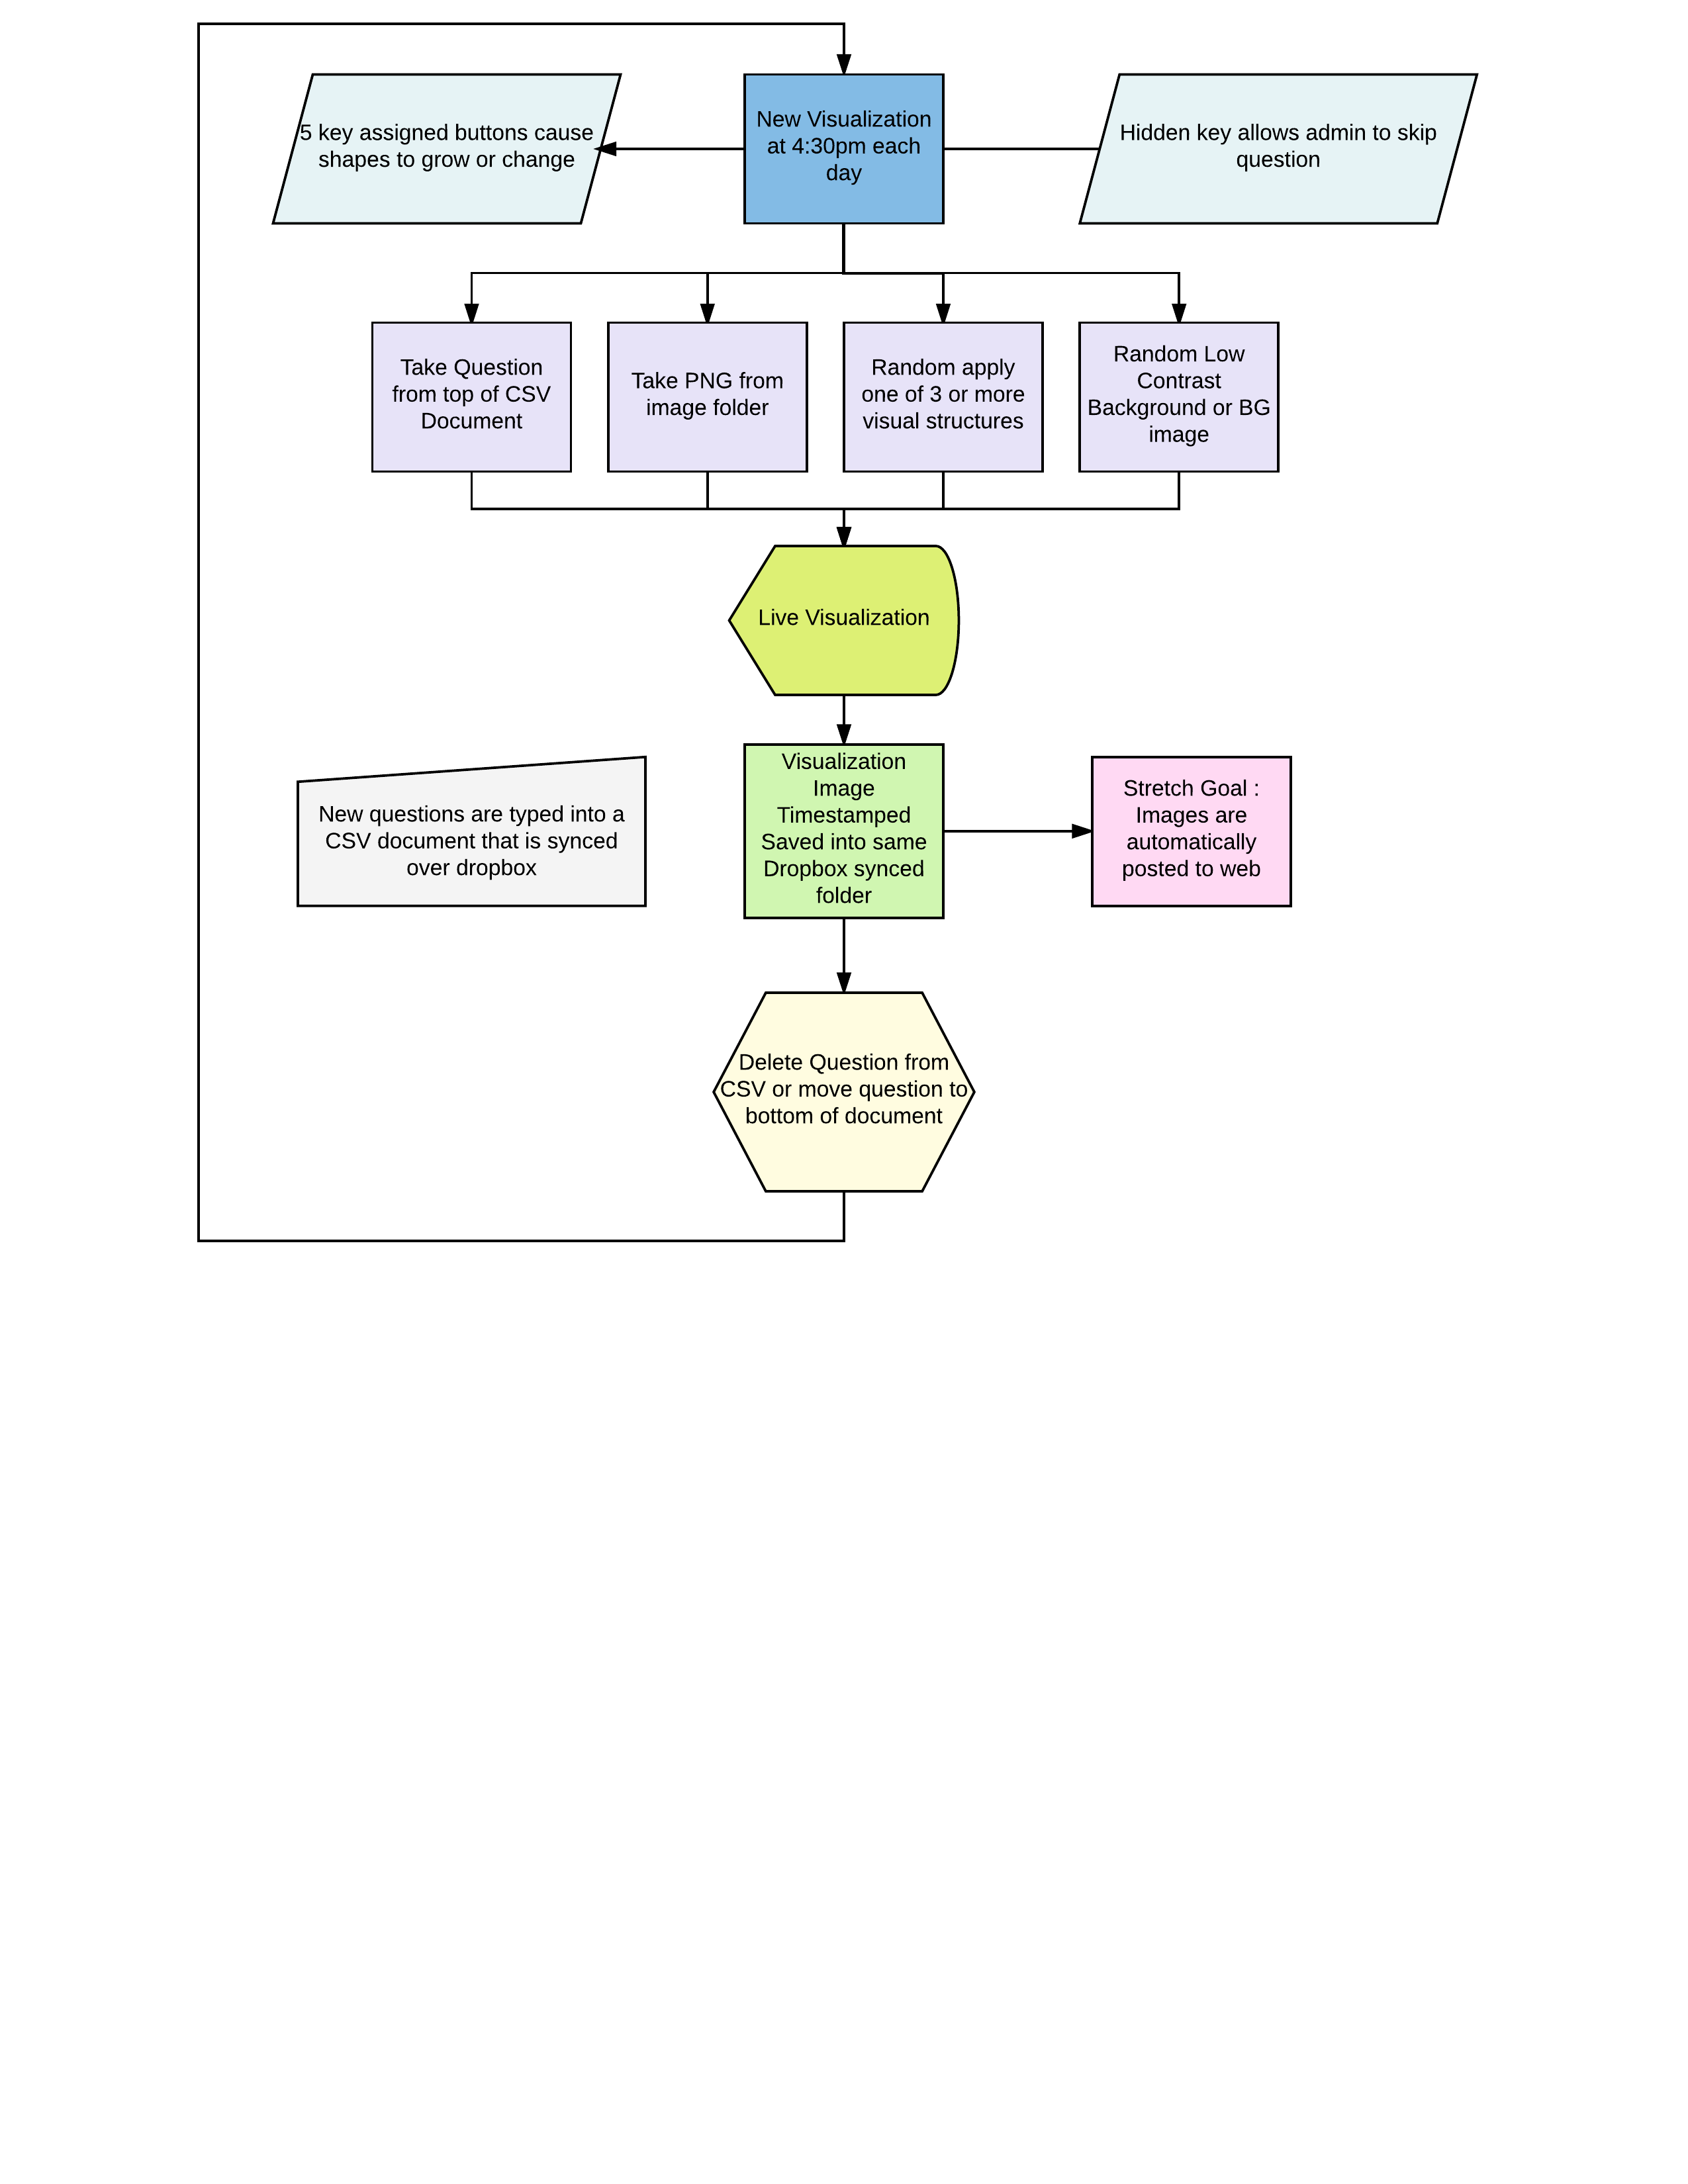 5 key assigned buttons cause
shapes to grow or change
New Visualization
at 4:30pm each
day
Hidden key allows admin to skip
question
Take Question
from top of CSV
Document
Take PNG from
image folder
Random apply
one of 3 or more
visual structures
Random Low
Contrast
Background or BG
image
Live Visualization
New questions are typed into a
CSV document that is synced
over dropbox
Visualization
Image
Timestamped
Saved into same
Dropbox synced
folder
Stretch Goal :
Images are
automatically
posted to web
Delete Question from
CSV or move question to
bottom of document